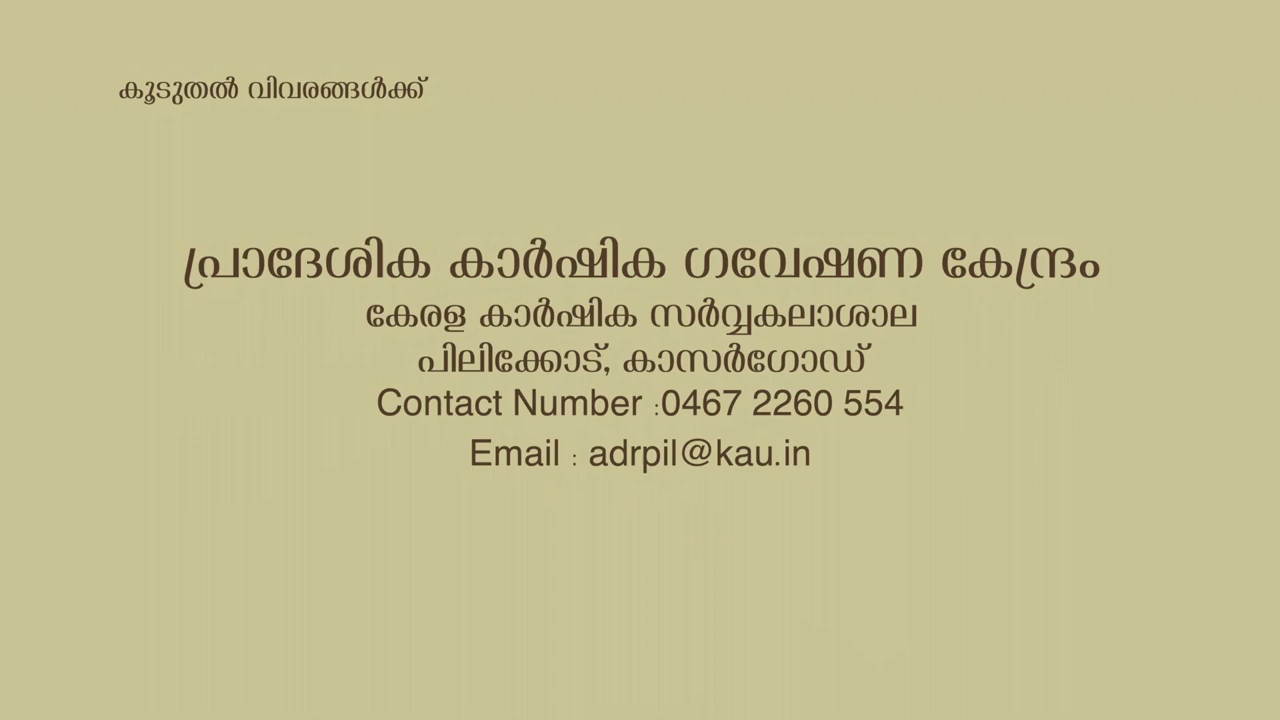 കൂടുതൽ വിവരങ്ങൾക്ക്
പ്രാദേശിക കാർഷിക ഗവേഷണ കേന്ദ്രം
കേരള കാർഷിക സർവ്വകലാശാല
പിലിക്കോട്, കാസർഗോഡ്
Contact Number :0467 2260 554
Email : adrpil@kau.in